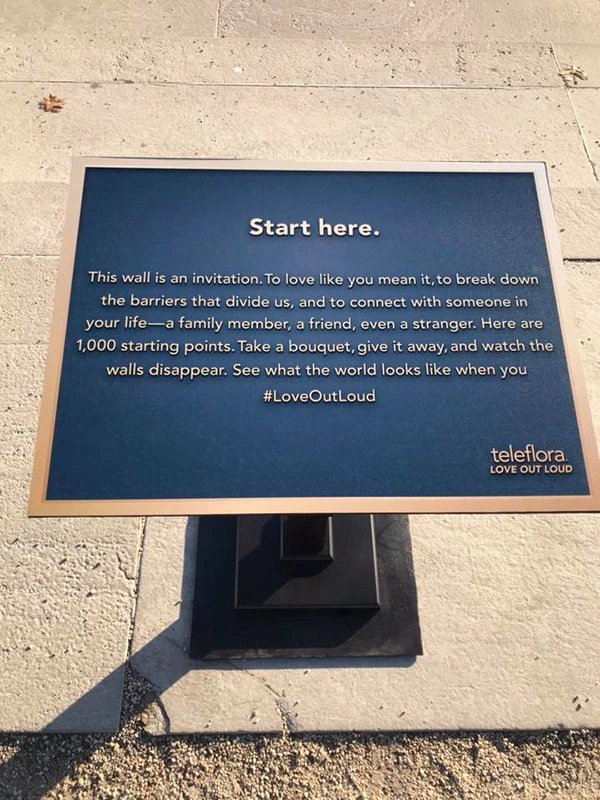 Start here.
This wall is an invitation. To love like you mean it, to break down
the barriers that divide us, and to connect with someone in
your life—a family member, a friend, even a stranger. Here are
1,000 starting points. Take a bouquet, give it away, and watch the
walls disappear. See what the world looks like when you
#LoveOutLoud
teleflora.
LOVE OUT LOUD